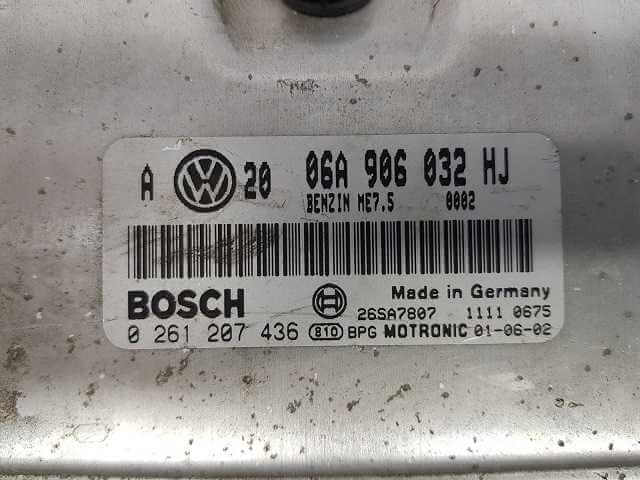 A VW 20 06A 906 032 HJ
BENZIN ME7.5 0002
BOSCH Made in Germany
26SA7807 1111 0675
0 261 207 436 810 BPG MOTRONIC 01-06-02